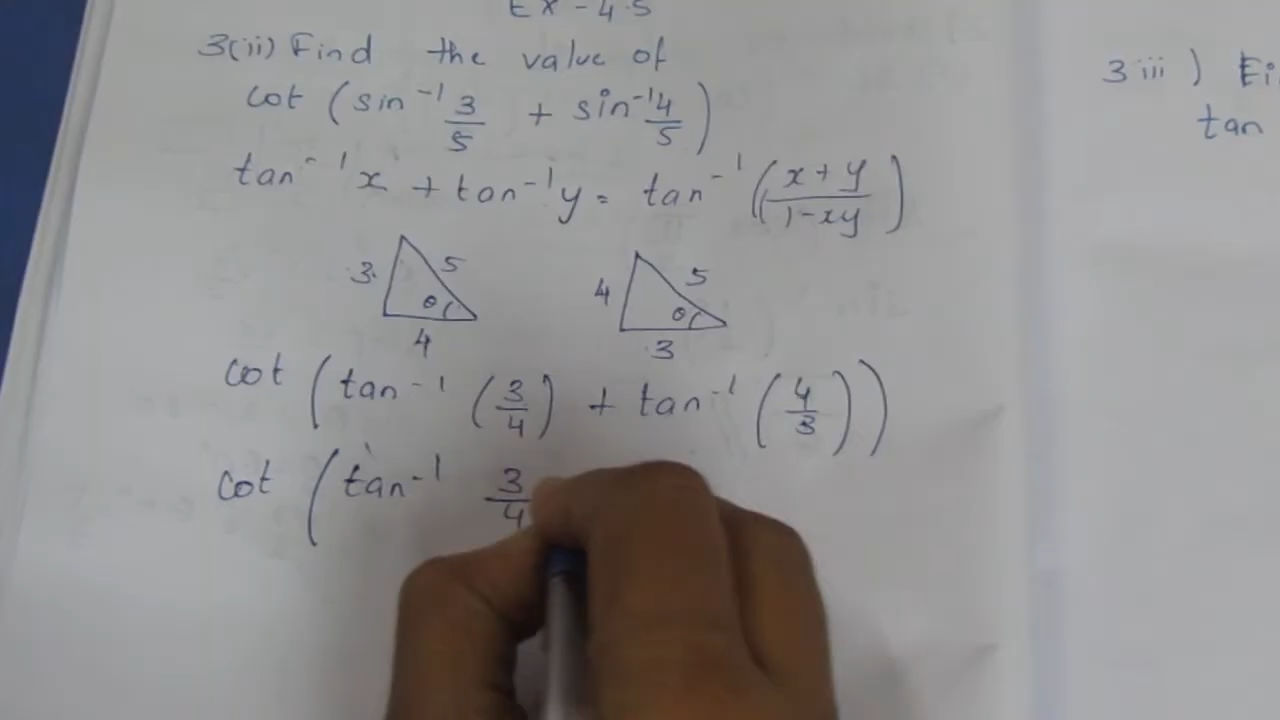 Ex - 4.5
3(ii) Find the value of
cot (sin⁻¹ 3/5 + sin⁻¹ 4/5)
tan⁻¹x + tan⁻¹y = tan⁻¹ ((x+y)/(1-xy))
3 5 θ 4
4 5 θ 3
cot (tan⁻¹ (3/4) + tan⁻¹ (4/3))
cot (tan⁻¹ 3/4
3 iii )
tan